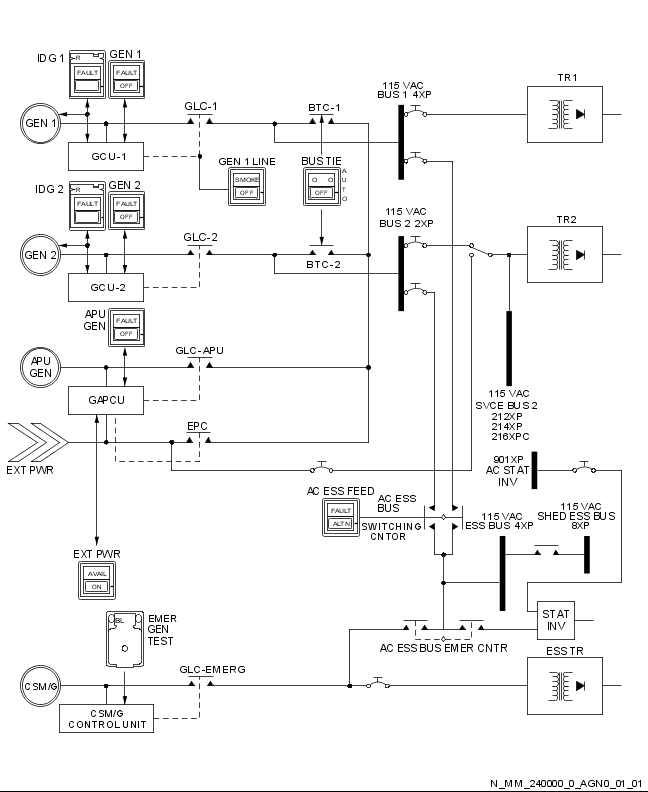 IDG 1
R
FAULT
GEN 1
FAULT
OFF
GEN 1
GLC-1
BTC-1
115 VAC
BUS 1 4XP
TR1
GCU-1
GEN 1 LINE
SMOKE
OFF
BUS TIE
O O
OFF
AUTO
IDG 2
R
FAULT
GEN 2
FAULT
OFF
GEN 2
GLC-2
BTC-2
115 VAC
BUS 2 2XP
TR2
GCU-2
APU
GEN
FAULT
OFF
APU
GEN
GLC-APU
GAPCU
115 VAC
SVCE BUS 2
212XP
214XP
216XPC
EPC
EXT PWR
901XP
AC STAT
INV
AC ESS FEED
FAULT
ALTN
AC ESS
BUS
SWITCHING
CNTOR
115 VAC
ESS BUS 4XP
115 VAC
SHED ESS BUS
8XP
EXT PWR
AVAIL
ON
BL
EMER
GEN
TEST
STAT
INV
AC ESS BUS EMER CNTR
ESS TR
CSM/G
GLC-EMERG
CSM/G
CONTROL UNIT
N_MM_240000_0_AGN0_01_01